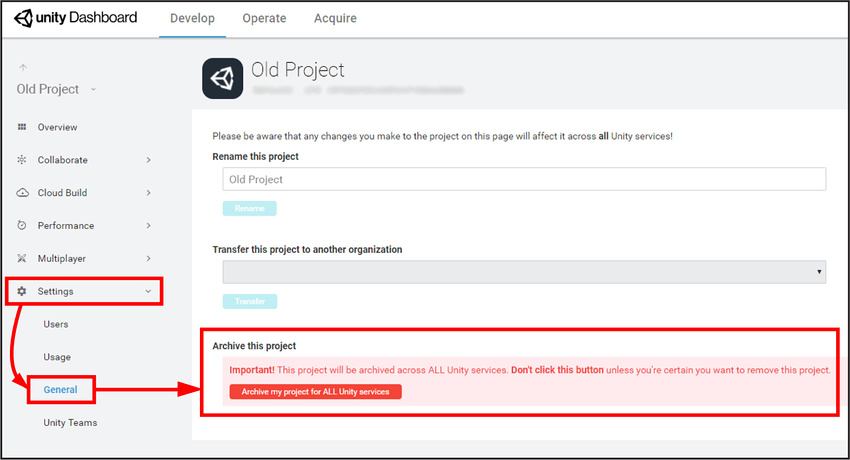 unity Dashboard
Develop
Operate
Acquire
Old Project
Old Project
Overview
Collaborate
Cloud Build
Performance
Multiplayer
Settings
Users
Usage
General
Unity Teams
Please be aware that any changes you make to the project on this page will affect it across all Unity services!
Rename this project
Old Project
Rename
Transfer this project to another organization
Transfer
Archive this project
Important! This project will be archived across ALL Unity services. Don't click this button unless you're certain you want to remove this project.
Archive my project for ALL Unity services